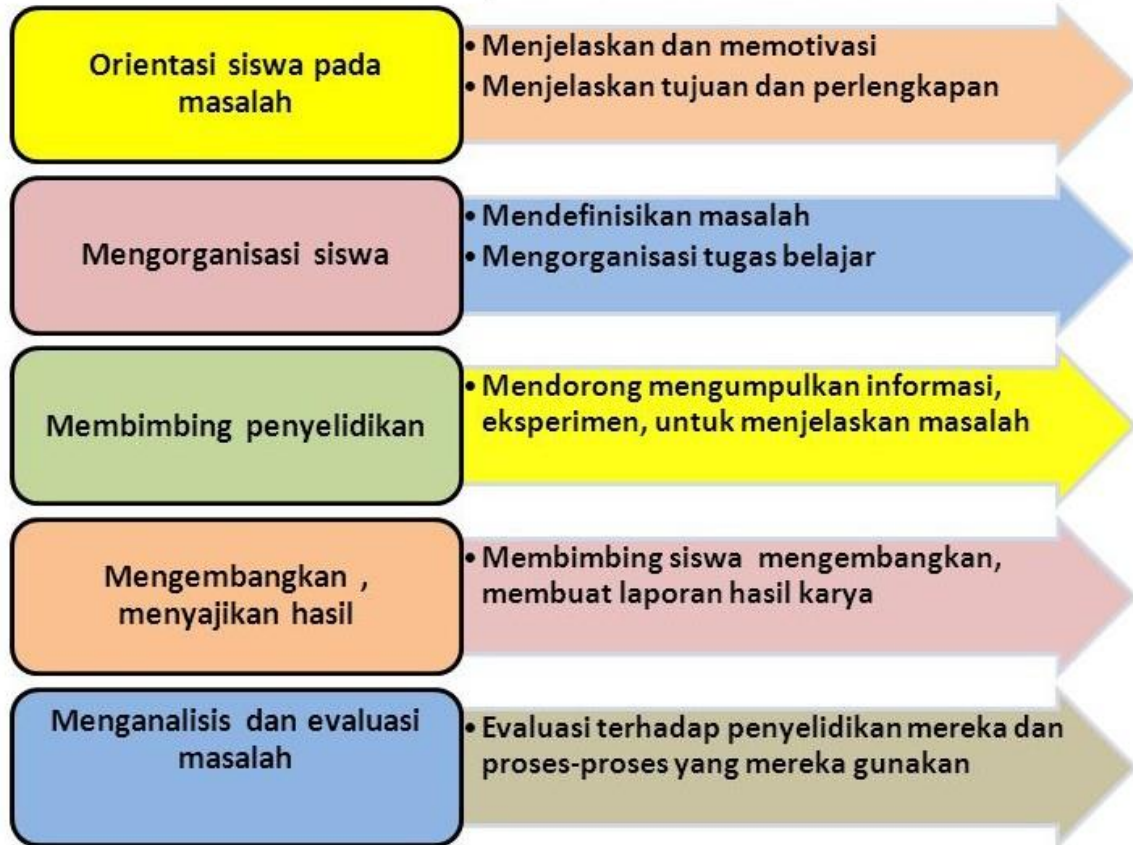 Orientasi siswa pada
masalah
• Menjelaskan dan memotivasi
• Menjelaskan tujuan dan perlengkapan
Mengorganisasi siswa
• Mendefinisikan masalah
• Mengorganisasi tugas belajar
Membimbing penyelidikan
• Mendorong mengumpulkan informasi,
eksperimen, untuk menjelaskan masalah
Mengembangkan ,
menyajikan hasil
• Membimbing siswa mengembangkan,
membuat laporan hasil karya
Menganalisis dan evaluasi
masalah
• Evaluasi terhadap penyelidikan mereka dan
proses-proses yang mereka gunakan